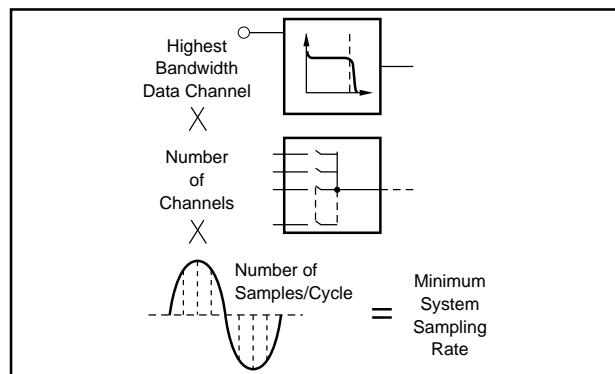 Highest
Bandwidth
Data Channel
X
Number
of
Channels
X
Number of
Samples/Cycle
=
Minimum
System
Sampling
Rate